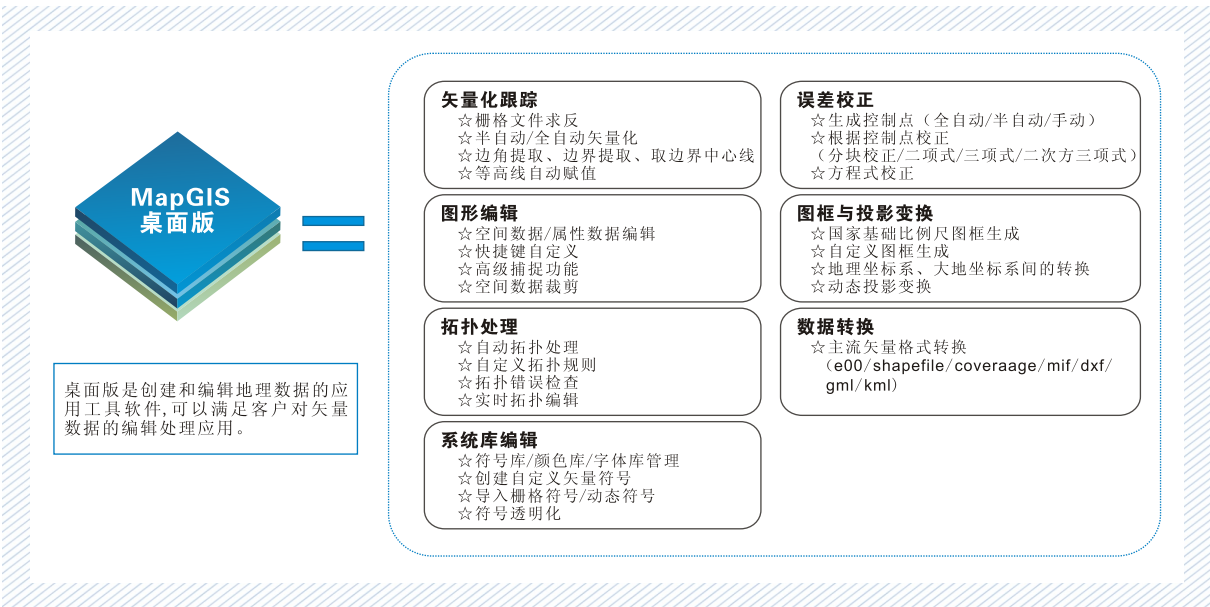 MapGIS
桌面版
桌面版是创建和编辑地理数据的应
用工具软件,可以满足客户对矢量
数据的编辑处理应用。
矢量化跟踪
☆栅格文件求反
☆半自动/全自动矢量化
☆边角提取、边界提取、取边界中心线
☆等高线自动赋值
图形编辑
☆空间数据/属性数据编辑
☆快捷键自定义
☆高级捕捉功能
☆空间数据裁剪
拓扑处理
☆自动拓扑处理
☆自定义拓扑规则
☆拓扑错误检查
☆实时拓扑编辑
系统库编辑
☆符号库/颜色库/字体库管理
☆创建自定义矢量符号
☆导入栅格符号/动态符号
☆符号透明化
误差校正
☆生成控制点（全自动/半自动/手动）
☆根据控制点校正
（分块校正/二项式/三项式/二次方三项式）
☆方程式校正
图框与投影变换
☆国家基础比例尺图框生成
☆自定义图框生成
☆地理坐标系、大地坐标系间的转换
☆动态投影变换
数据转换
☆主流矢量格式转换
（e00/shapefile/coveraage/mif/dxf/
gml/kml）